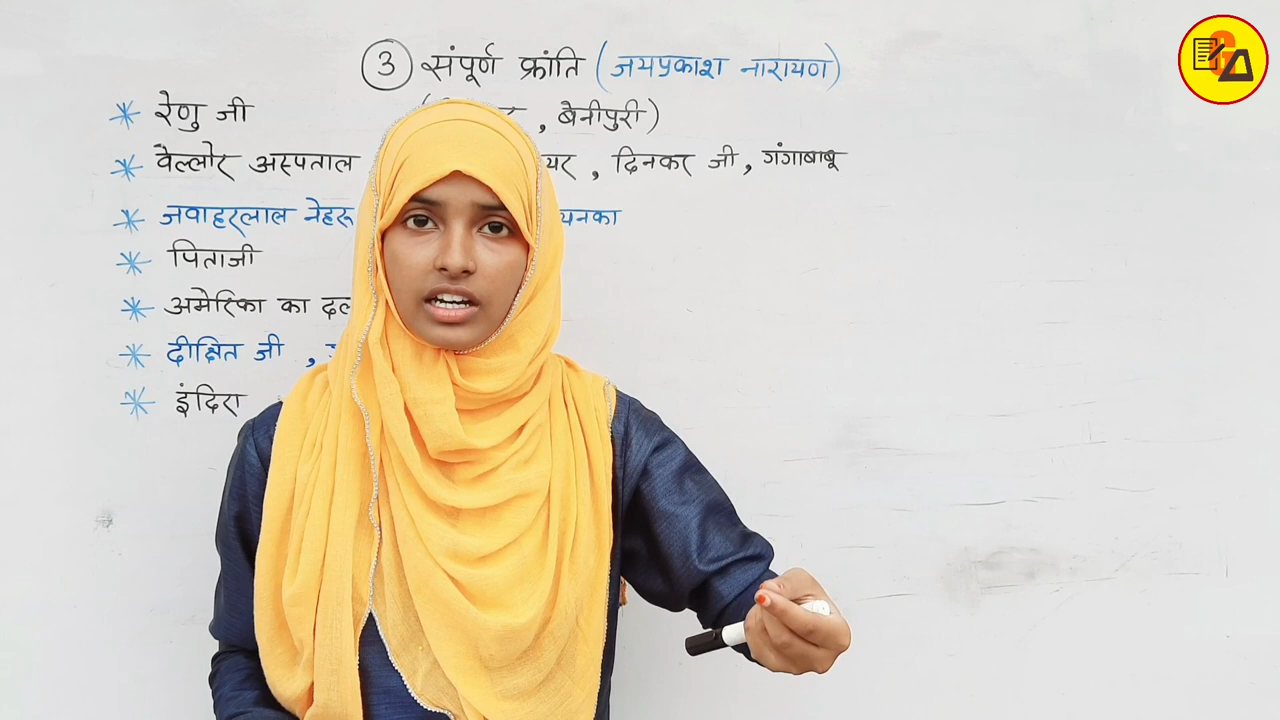 3 संपूर्ण क्रांति (जयप्रकाश नारायण)
* रेणु जी ( , बेनीपुरी)
* वेल्लोर अस्पताल , दिनकर जी, गंगाबाबू
* जवाहरलाल नेहरू
* पिताजी
* अमेरिका का
* दीक्षित जी ,
* इंदिरा